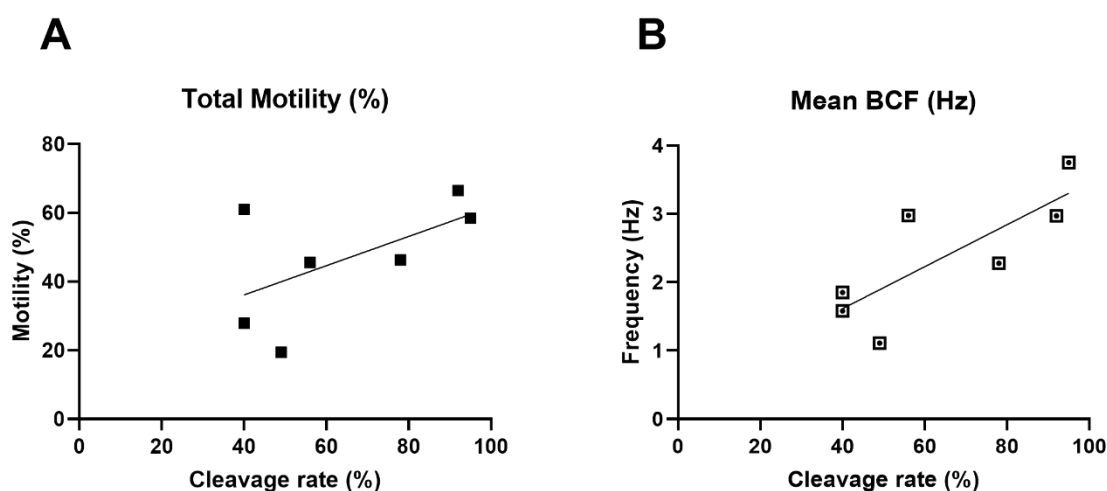 A
Total Motility (%)
Motility (%)
80
60
40
20
0
0 20 40 60 80 100
Cleavage rate (%)
B
Mean BCF (Hz)
Frequency (Hz)
4
3
2
1
0
0 20 40 60 80 100
Cleavage rate (%)